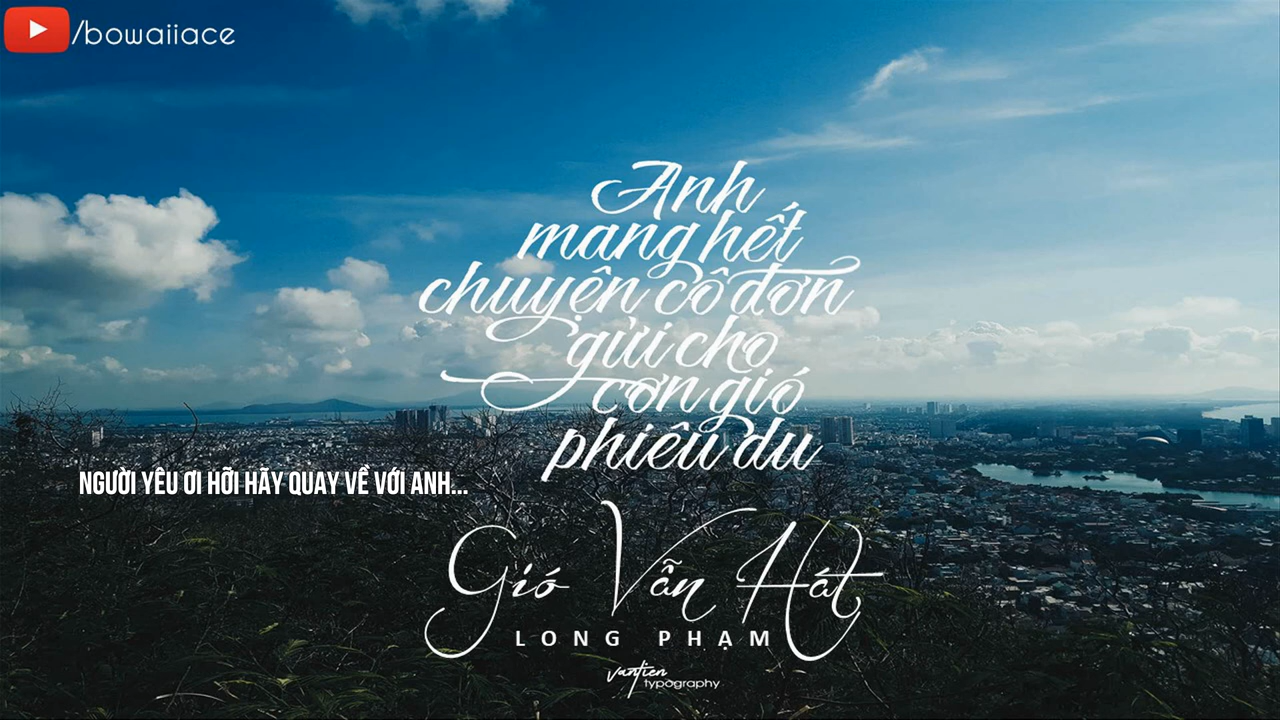 /bowaiiace
Anh
mang hết
chuyện cô đơn
gửi cho
cơn gió
phiêu du
NGƯỜI YÊU ƠI HỠI HÃY QUAY VỀ VỚI ANH...
Gió Vẫn Hát
LONG PHẠM
vantien
typography